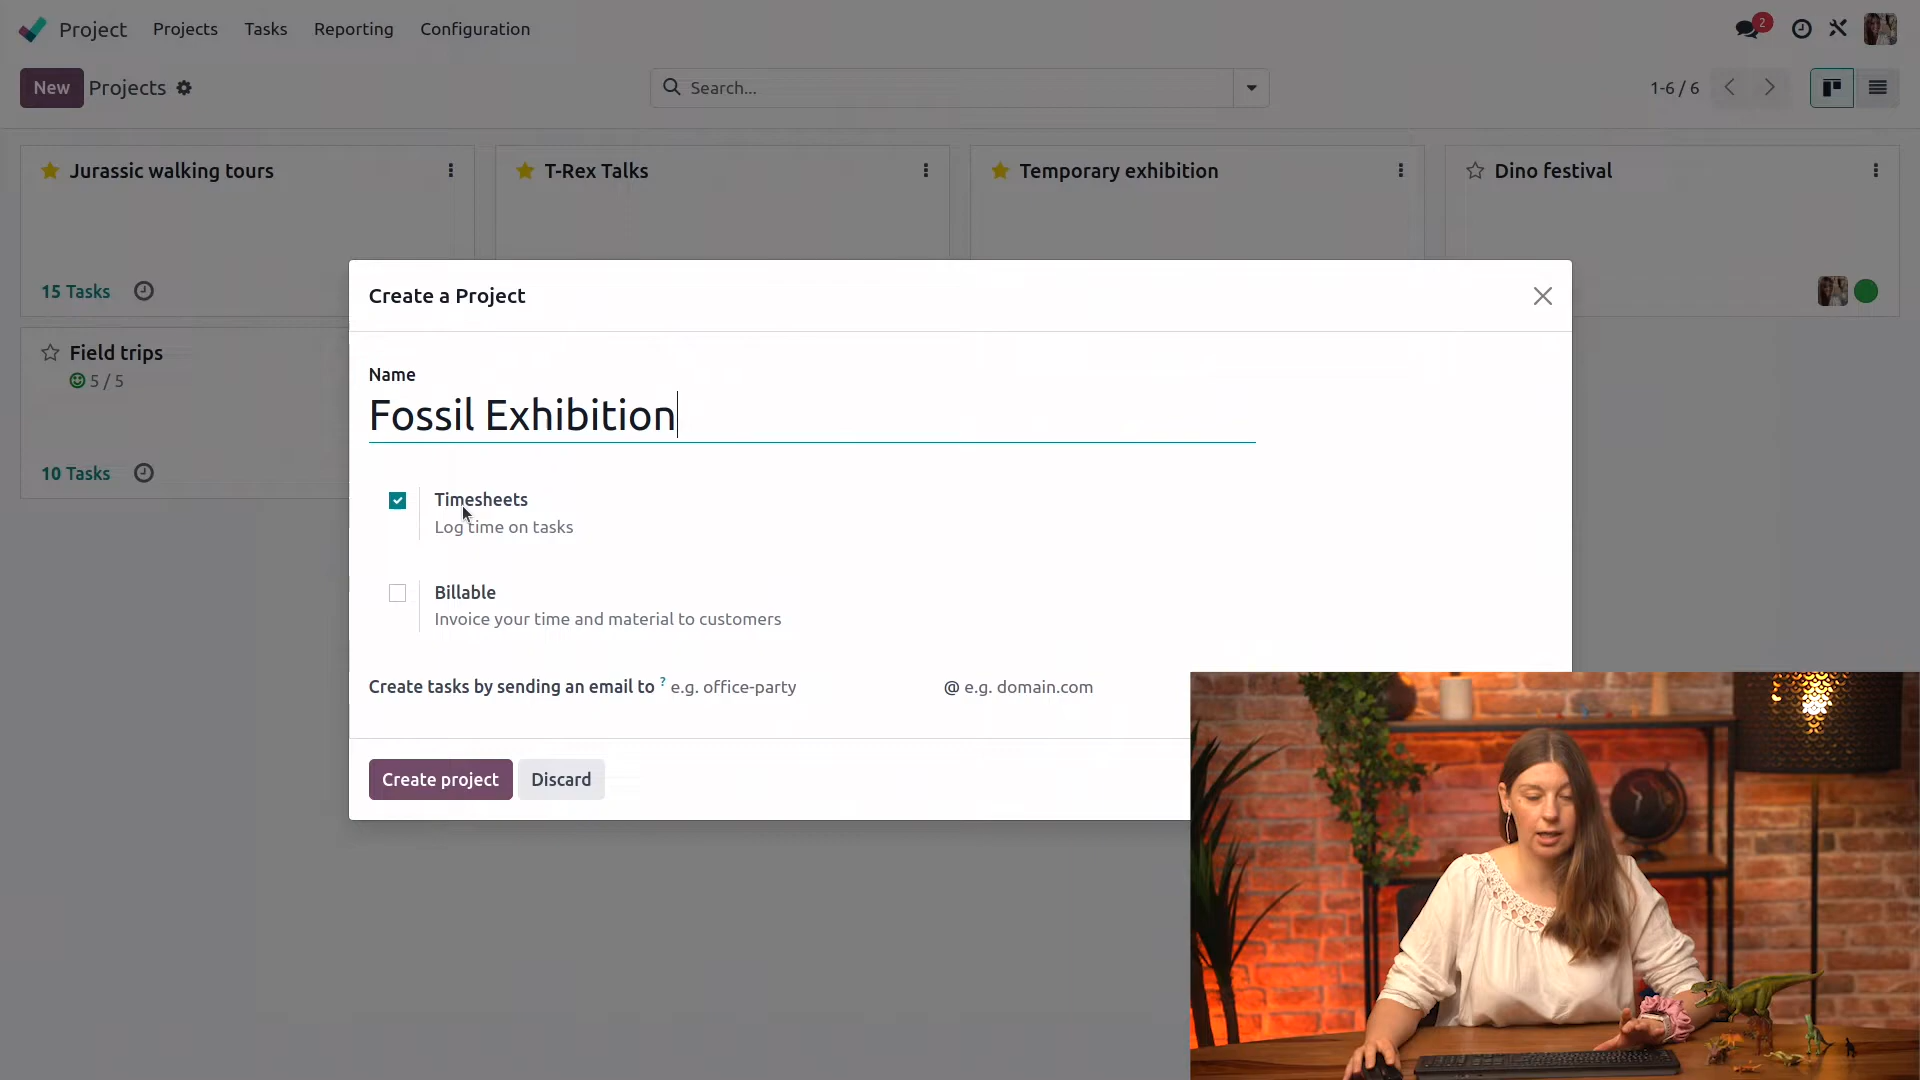 Project Projects Tasks Reporting Configuration 2
New Projects Search... 1-6 / 6
Jurassic walking tours
T-Rex Talks
Temporary exhibition
Dino festival
15 Tasks
Field trips
5 / 5
10 Tasks
Create a Project
Name
Fossil Exhibition
Timesheets
Log time on tasks
Billable
Invoice your time and material to customers
Create tasks by sending an email to ? e.g. office-party @ e.g. domain.com
Create project Discard